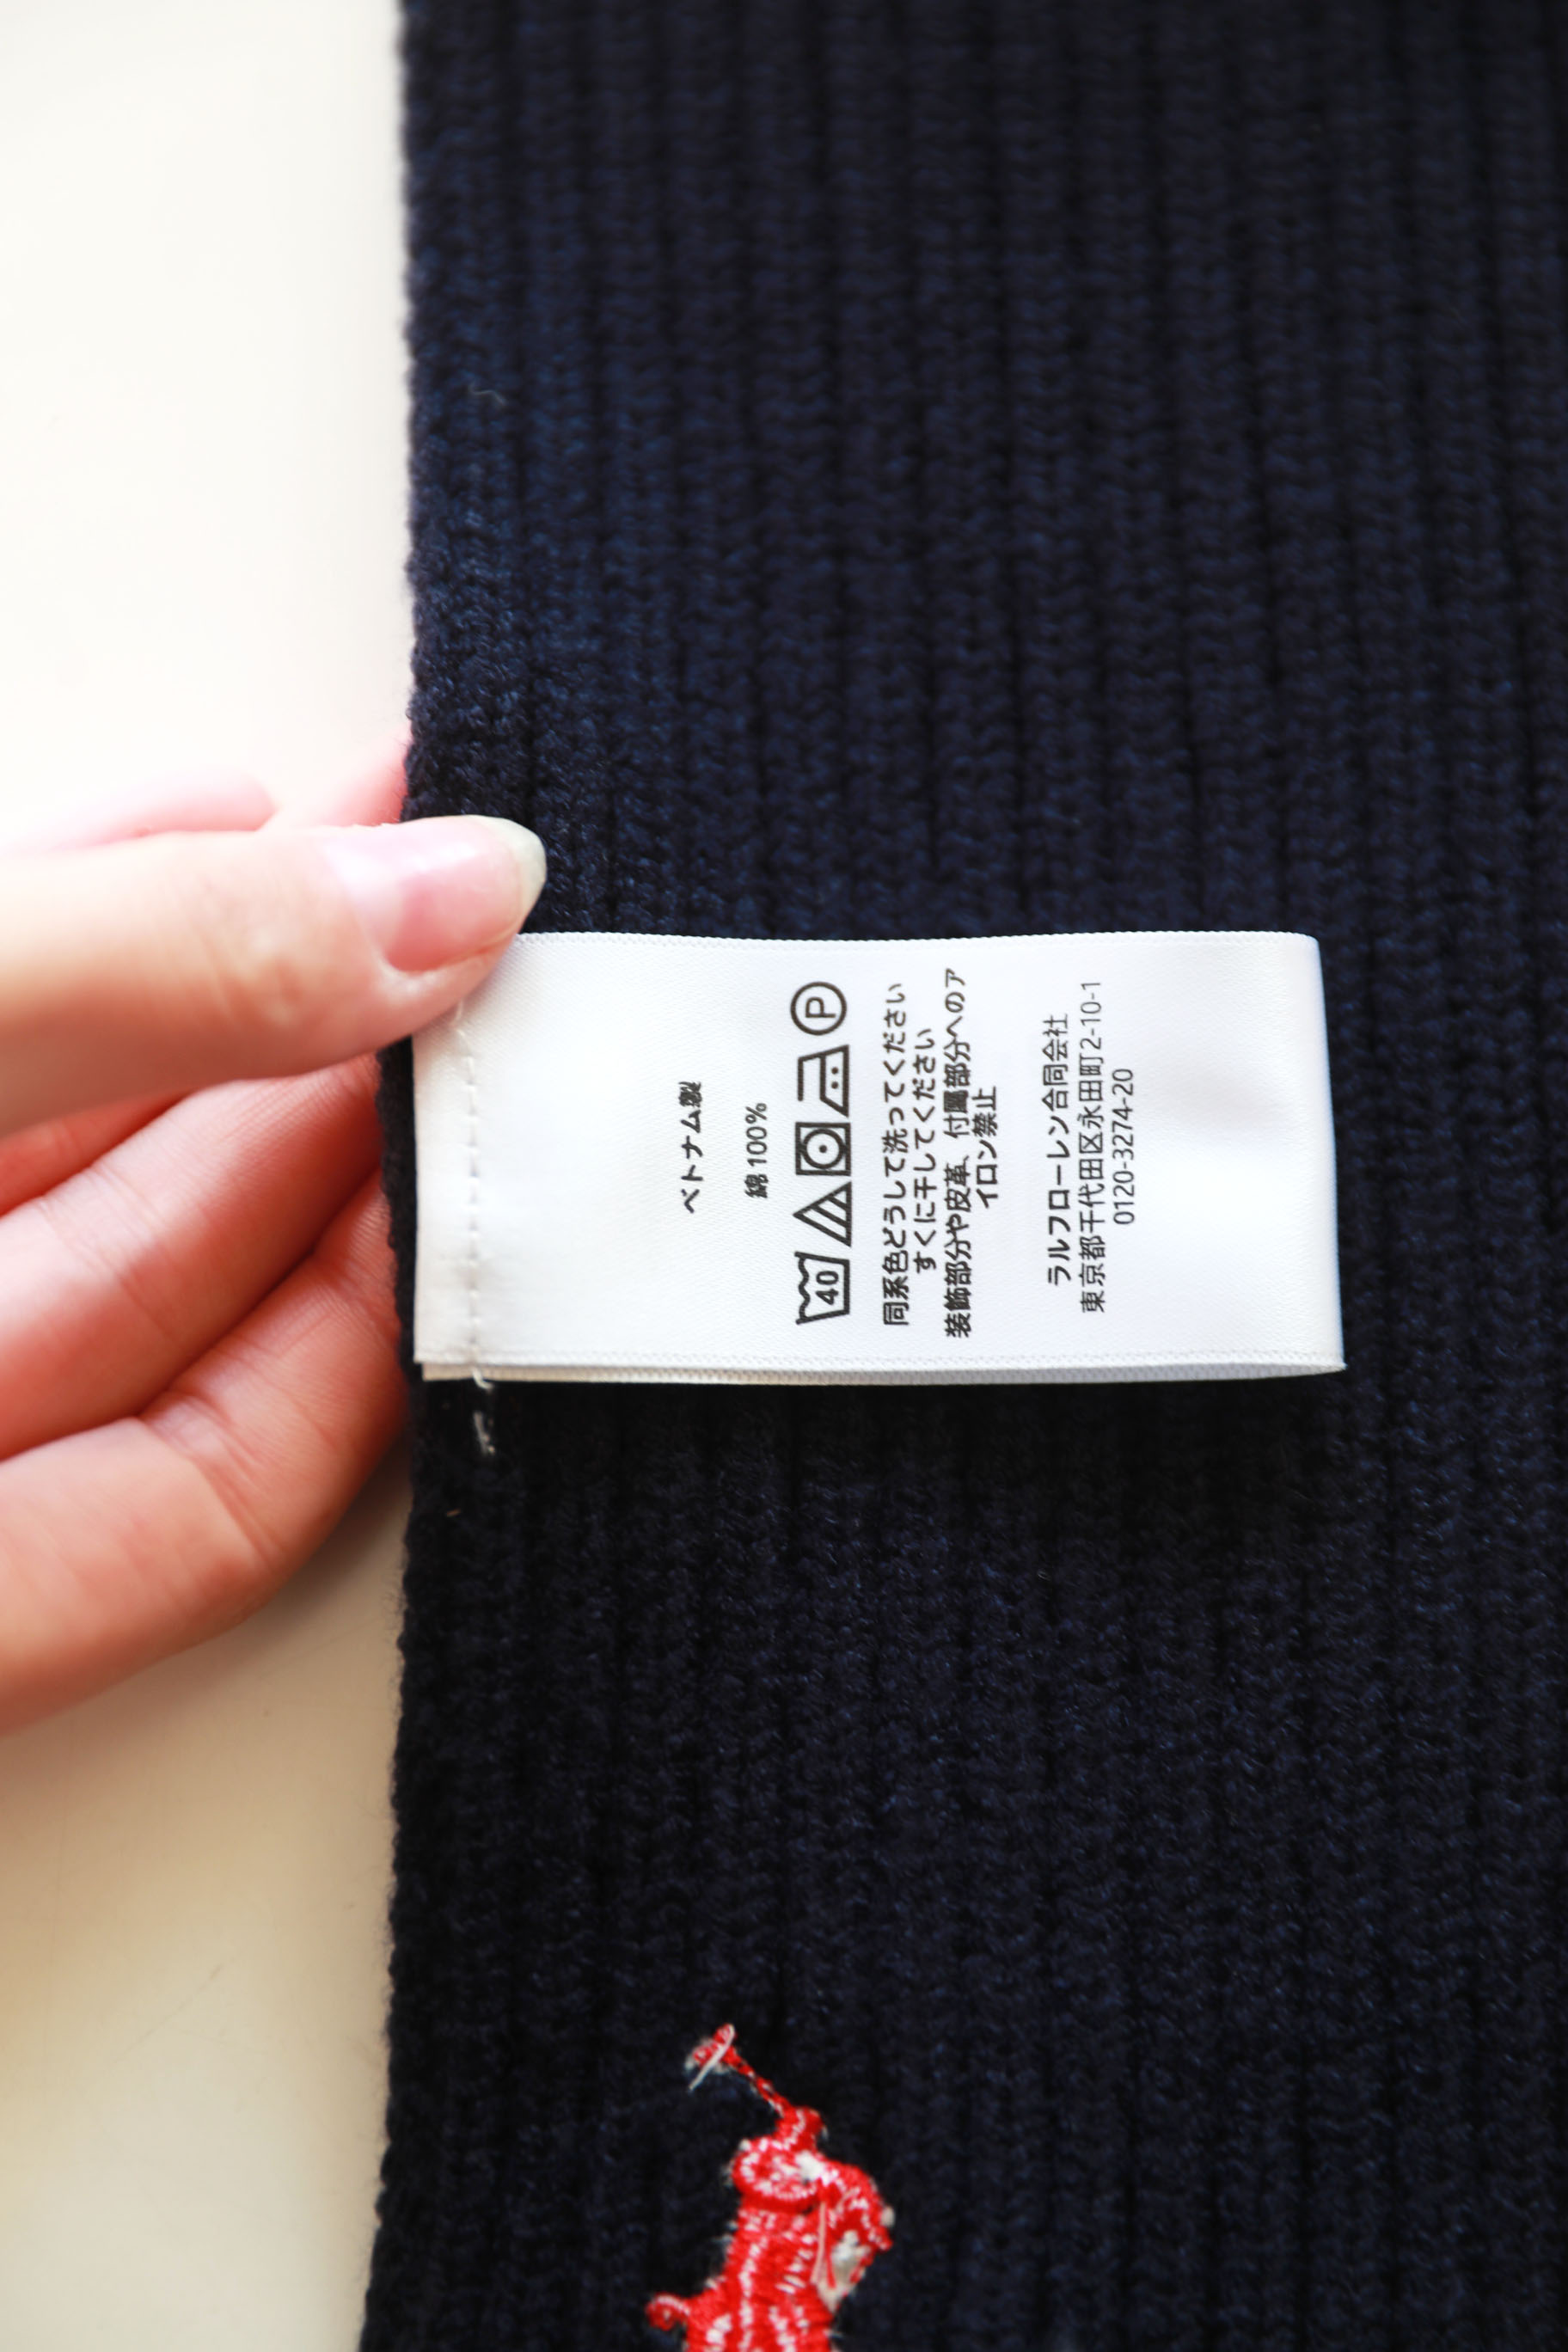 ベトナム製
綿 100%
40 P
同系色どうしで洗ってください
すぐに干してください
装飾部分や皮革、付属部分へのア
イロン禁止
ラルフローレン合同会社
東京都千代田区永田町2-10-1
0120-3274-20